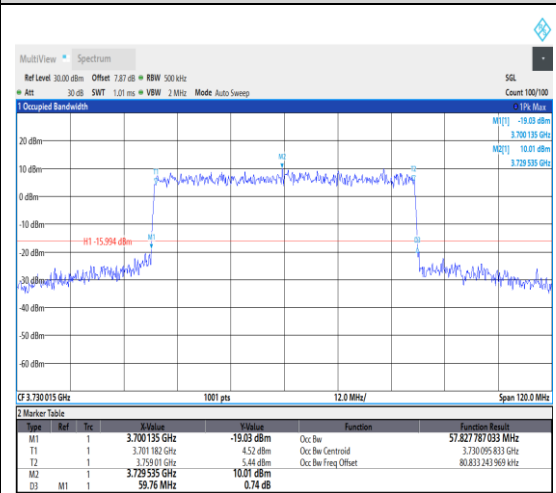 MultiView Spectrum
Ref Level 30.00 dBm Offset 7.87 dB RBW 500 kHz SGL
Att 30 dB SWT 1.01 ms VBW 2 MHz Mode Auto Sweep Count 100/100
1 Occupied Bandwidth 1Pk Max
M1[1] -19.03 dBm
3.700 135 GHz
M2[1] 10.01 dBm
3.729 535 GHz
20 dBm
M2
T1
T2
10 dBm
0 dBm
-10 dBm
H1 -15.994 dBm
M1
D3
-20 dBm
-30 dBm
-40 dBm
-50 dBm
-60 dBm
CF 3.730 015 GHz 1001 pts 12.0 MHz/ Span 120.0 MHz
2 Marker Table
Type Ref Trc X-Value Y-Value Function Function Result
M1 1 3.700 135 GHz -19.03 dBm Occ Bw 57.827 787 033 MHz
T1 1 3.701 182 GHz 4.52 dBm Occ Bw Centroid 3.730 095 833 GHz
T2 1 3.759 01 GHz 5.44 dBm Occ Bw Freq Offset 80.833 243 969 kHz
M2 1 3.729 535 GHz 10.01 dBm
D3 M1 1 59.76 MHz 0.74 dB